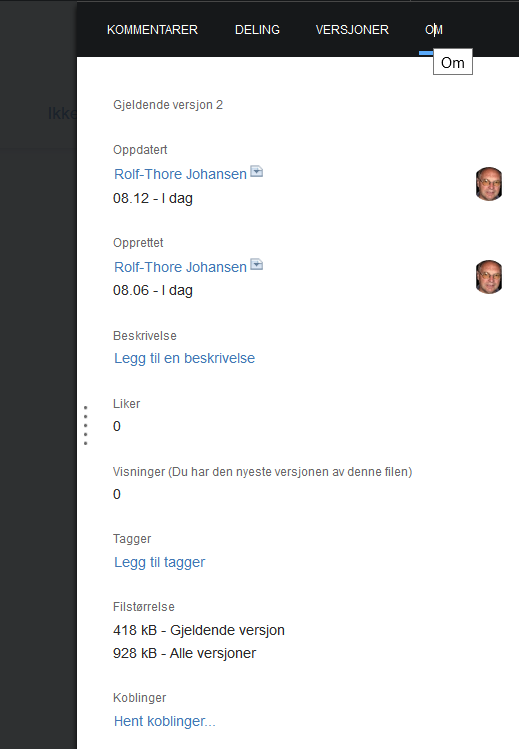 KOMMENTARER DELING VERSJONER OM
Om
Ikke
Gjeldende versjon 2
Oppdatert
Rolf-Thore Johansen
08.12 - I dag
Opprettet
Rolf-Thore Johansen
08.06 - I dag
Beskrivelse
Legg til en beskrivelse
Liker
0
Visninger (Du har den nyeste versjonen av denne filen)
0
Tagger
Legg til tagger
Filstørrelse
418 kB - Gjeldende versjon
928 kB - Alle versjoner
Koblinger
Hent koblinger...